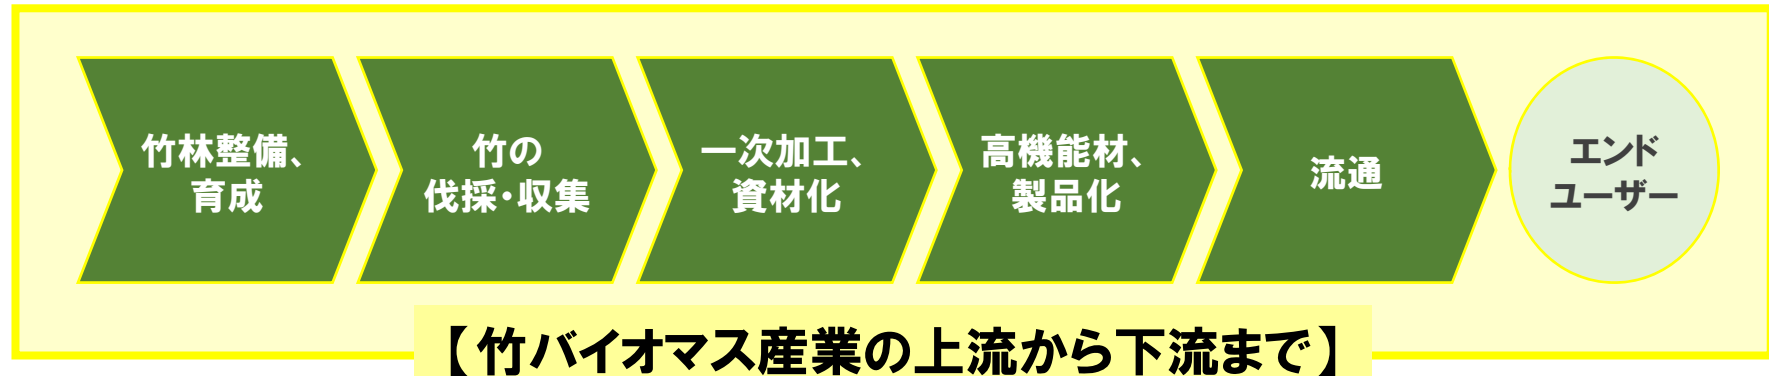 竹林整備、
育成
竹の
伐採・収集
一次加工、
資材化
高機能材、
製品化
流通
エンド
ユーザー
【竹バイオマス産業の上流から下流まで】